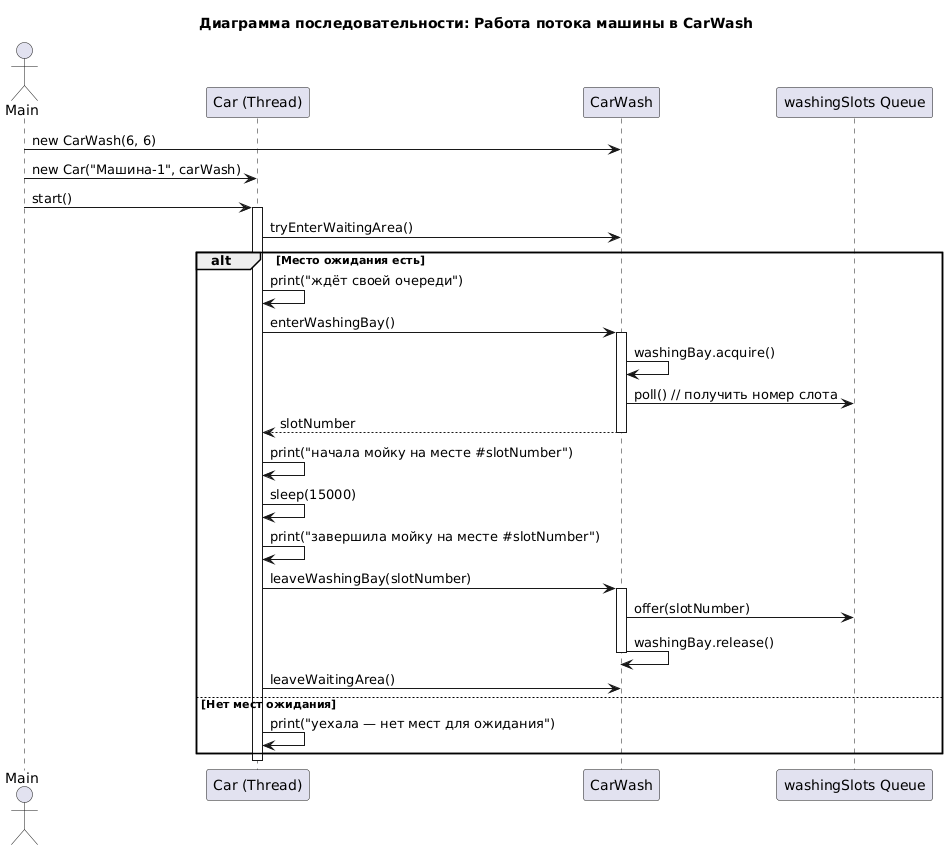 Диаграмма последовательности: Работа потока машины в CarWash
Main
Car (Thread)
CarWash
washingSlots Queue
new CarWash(6, 6)
new Car("Машина-1", carWash)
start()
tryEnterWaitingArea()
alt
[Место ожидания есть]
print("ждёт своей очереди")
enterWashingBay()
washingBay.acquire()
poll() // получить номер слота
slotNumber
print("начала мойку на месте #slotNumber")
sleep(15000)
print("завершила мойку на месте #slotNumber")
leaveWashingBay(slotNumber)
offer(slotNumber)
washingBay.release()
leaveWaitingArea()
[Нет мест ожидания]
print("уехала — нет мест для ожидания")
Main
Car (Thread)
CarWash
washingSlots Queue